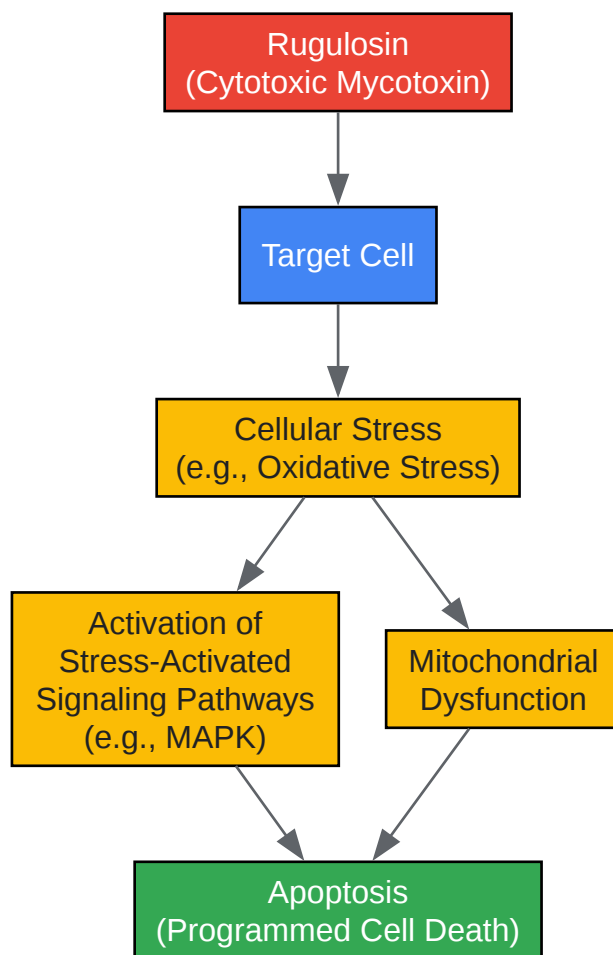 Rugulosin
(Cytotoxic Mycotoxin)
Target Cell
Cellular Stress
(e.g., Oxidative Stress)
Activation of
Stress-Activated
Signaling Pathways
(e.g., MAPK)
Mitochondrial
Dysfunction
Apoptosis
(Programmed Cell Death)